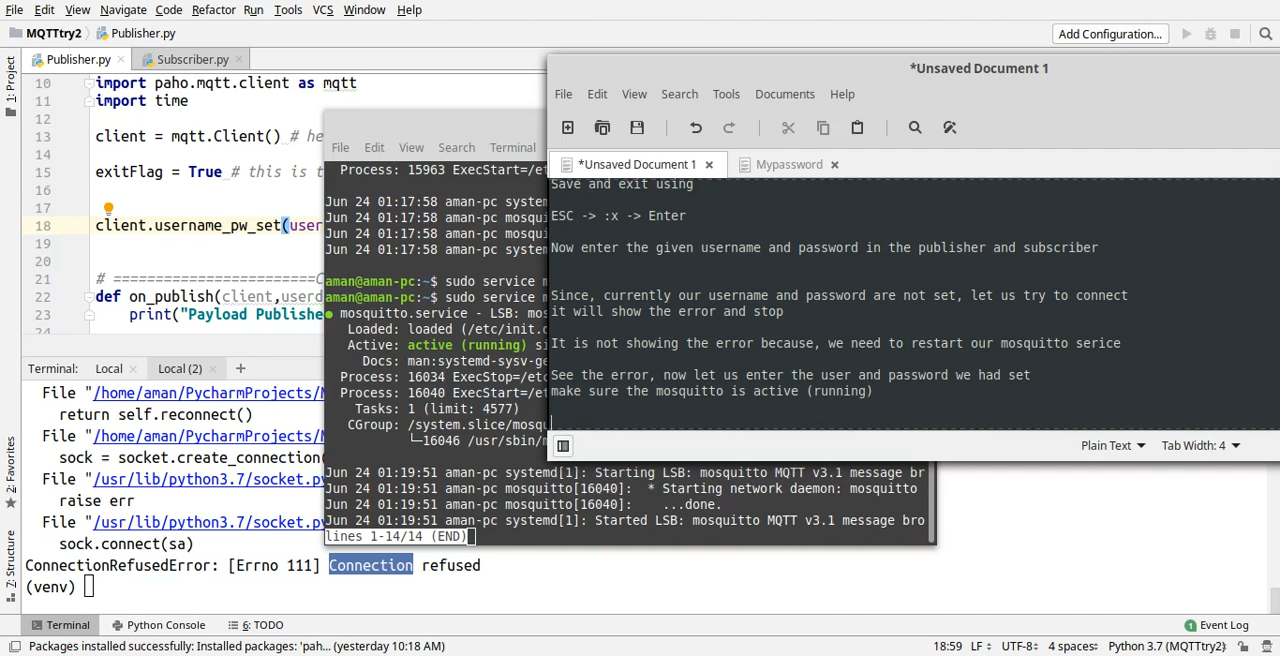 File Edit View Navigate Code Refactor Run Tools VCS Window Help
MQTTtry2 Publisher.py Add Configuration...
Publisher.py Subscriber.py
1: Project
2: Favorites
7: Structure
10 import paho.mqtt.client as mqtt
11 import time
12
13 client = mqtt.Client() # he
14
15 exitFlag = True # this is t
16
17
18 client.username_pw_set(user
19
20
21 # ========================C
22 def on_publish(client,userd
23 print("Payload Publishe
24
Terminal: Local Local (2) +
File "/home/aman/PycharmProjects/M
return self.reconnect()
File "/home/aman/PycharmProjects/M
sock = socket.create_connection(
File "/usr/lib/python3.7/socket.py
raise err
File "/usr/lib/python3.7/socket.py
sock.connect(sa)
ConnectionRefusedError: [Errno 111] Connection refused
(venv)
File Edit View Search Terminal
Process: 15963 ExecStart=/et
Jun 24 01:17:58 aman-pc system
Jun 24 01:17:58 aman-pc mosqui
Jun 24 01:17:58 aman-pc mosqui
Jun 24 01:17:58 aman-pc system
aman@aman-pc:~$ sudo service m
aman@aman-pc:~$ sudo service m
● mosquitto.service - LSB: mos
Loaded: loaded (/etc/init.c
Active: active (running) si
Docs: man:systemd-sysv-ge
Process: 16034 ExecStop=/etc
Process: 16040 ExecStart=/et
Tasks: 1 (limit: 4577)
CGroup: /system.slice/mosqu
└─16046 /usr/sbin/m
Jun 24 01:19:51 aman-pc systemd[1]: Starting LSB: mosquitto MQTT v3.1 message br
Jun 24 01:19:51 aman-pc mosquitto[16040]: * Starting network daemon: mosquitto
Jun 24 01:19:51 aman-pc mosquitto[16040]: ...done.
Jun 24 01:19:51 aman-pc systemd[1]: Started LSB: mosquitto MQTT v3.1 message bro
lines 1-14/14 (END)
*Unsaved Document 1
File Edit View Search Tools Documents Help
*Unsaved Document 1 Mypassword
Save and exit using
ESC -> :x -> Enter
Now enter the given username and password in the publisher and subscriber
Since, currently our username and password are not set, let us try to connect
it will show the error and stop
It is not showing the error because, we need to restart our mosquitto serice
See the error, now let us enter the user and password we had set
make sure the mosquitto is active (running)
Plain Text Tab Width: 4
Terminal Python Console 6: TODO 1 Event Log
Packages installed successfully: Installed packages: 'pah... (yesterday 10:18 AM) 18:59 LF UTF-8 4 spaces Python 3.7 (MQTTtry2)